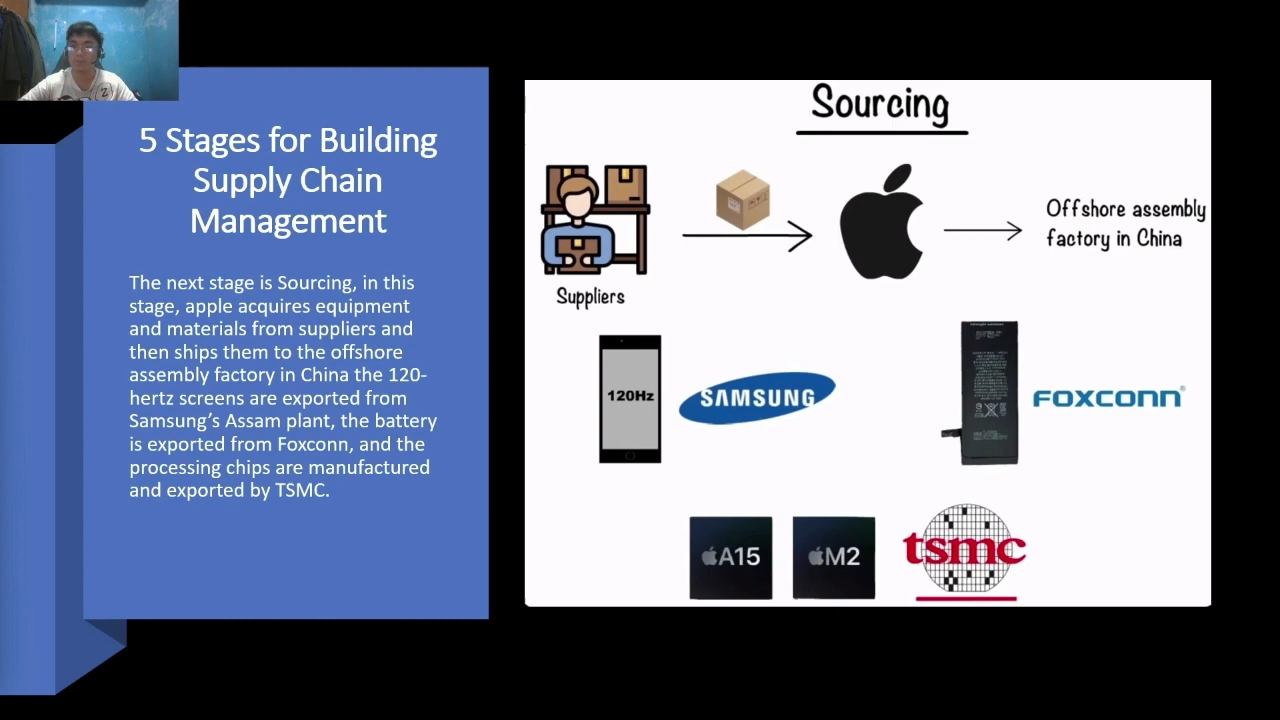 5 Stages for Building
Supply Chain
Management
The next stage is Sourcing, in this
stage, apple acquires equipment
and materials from suppliers and
then ships them to the offshore
assembly factory in China the 120-
hertz screens are exported from
Samsung's Assam plant, the battery
is exported from Foxconn, and the
processing chips are manufactured
and exported by TSMC.
Sourcing
Offshore assembly
factory in China
Suppliers
120Hz
SAMSUNG
FOXCONN®
A15
M2
tsmc